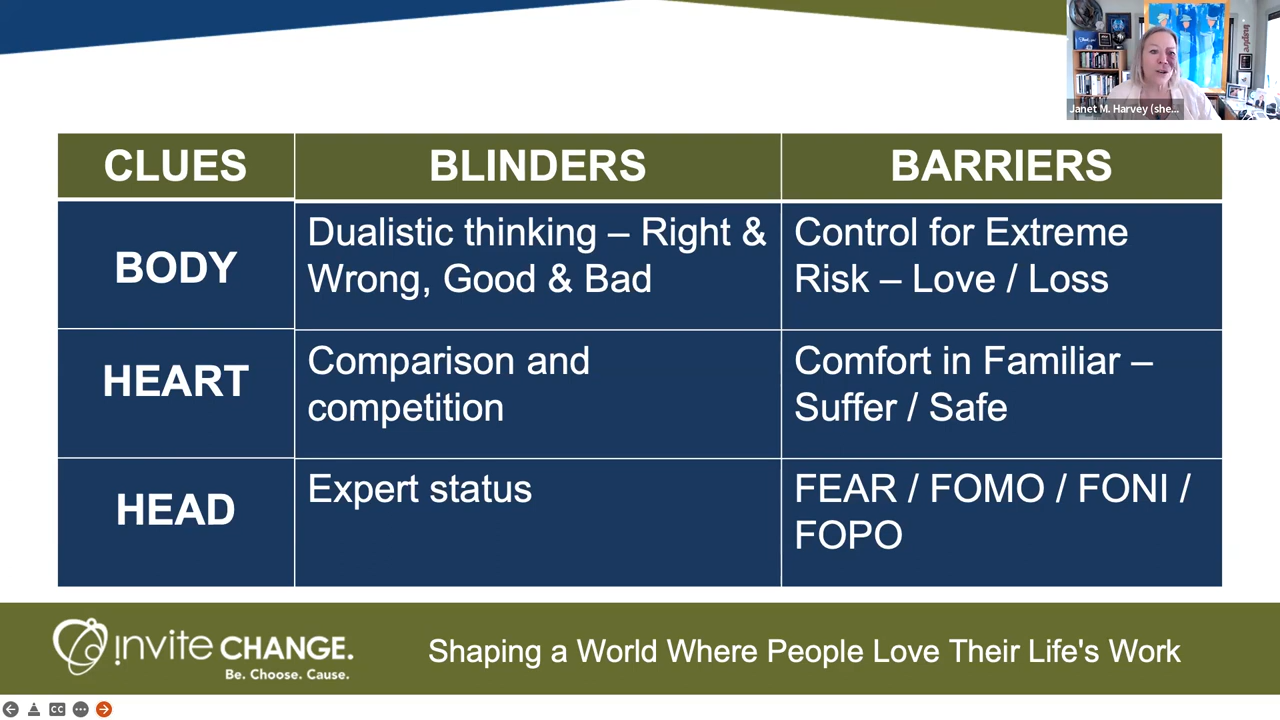 Janet M. Harvey (she...
CLUES
BLINDERS
BARRIERS
BODY
Dualistic thinking – Right &
Wrong, Good & Bad
Control for Extreme
Risk – Love / Loss
HEART
Comparison and
competition
Comfort in Familiar –
Suffer / Safe
HEAD
Expert status
FEAR / FOMO / FONI /
FOPO
invite CHANGE.
Be. Choose. Cause.
Shaping a World Where People Love Their Life's Work
CC